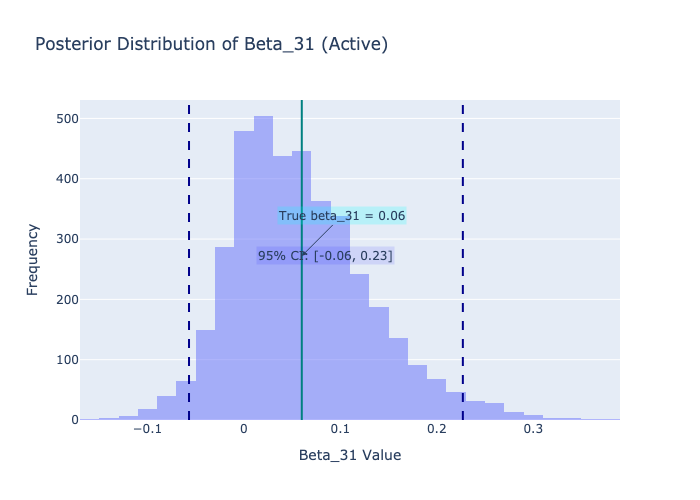 Posterior Distribution of Beta_31 (Active)
500
400
300
200
100
0
Frequency
True beta_31 = 0.06
95% CI: [-0.06, 0.23]
−0.1
0
0.1
0.2
0.3
Beta_31 Value